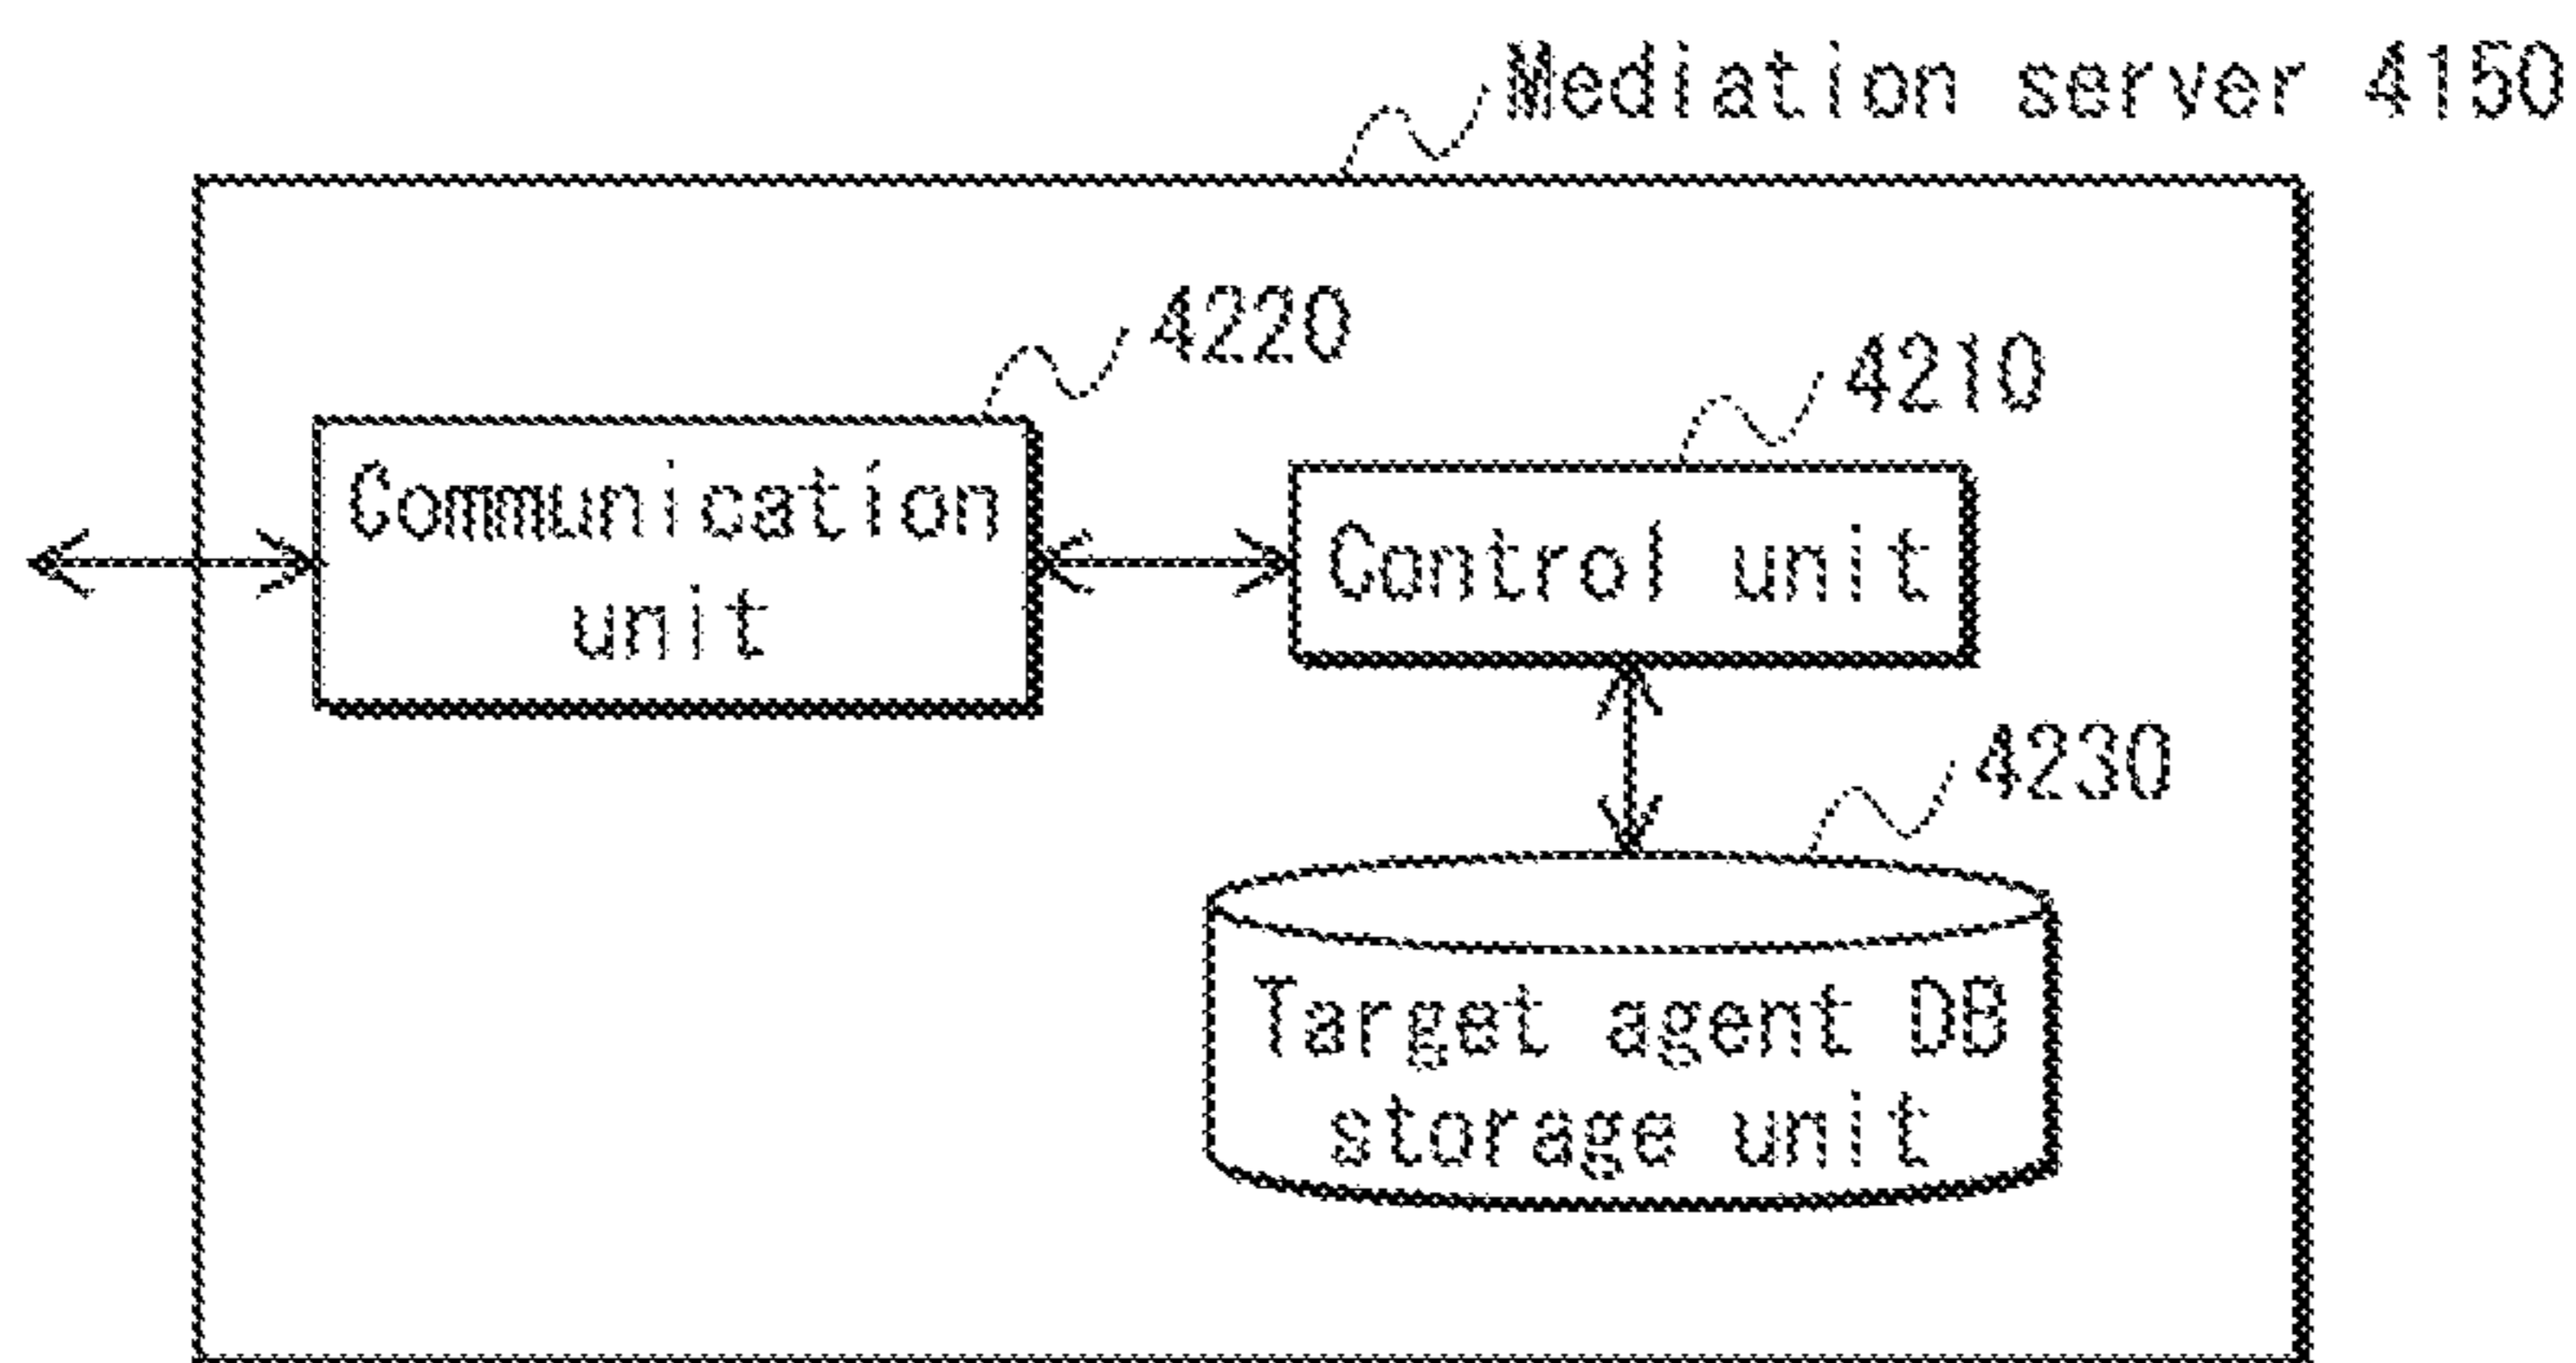 Mediation server 4150
4220
4210
Communication
unit
Control unit
4230
Target agent DB
storage unit